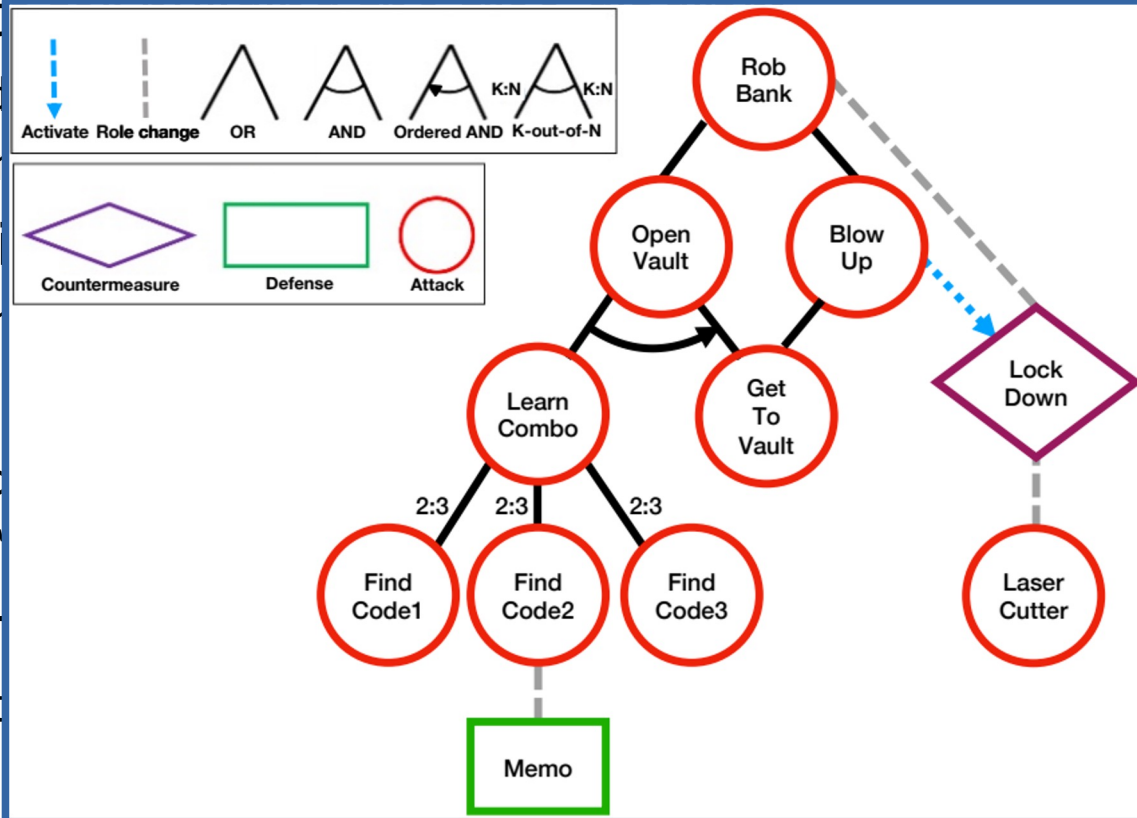 Activate
Role change
OR
AND
Ordered AND
K:N
K:N
K-out-of-N
Countermeasure
Defense
Attack
Rob
Bank
Open
Vault
Blow
Up
Learn
Combo
Get
To
Vault
Lock
Down
2:3
2:3
2:3
Find
Code1
Find
Code2
Find
Code3
Laser
Cutter
Memo